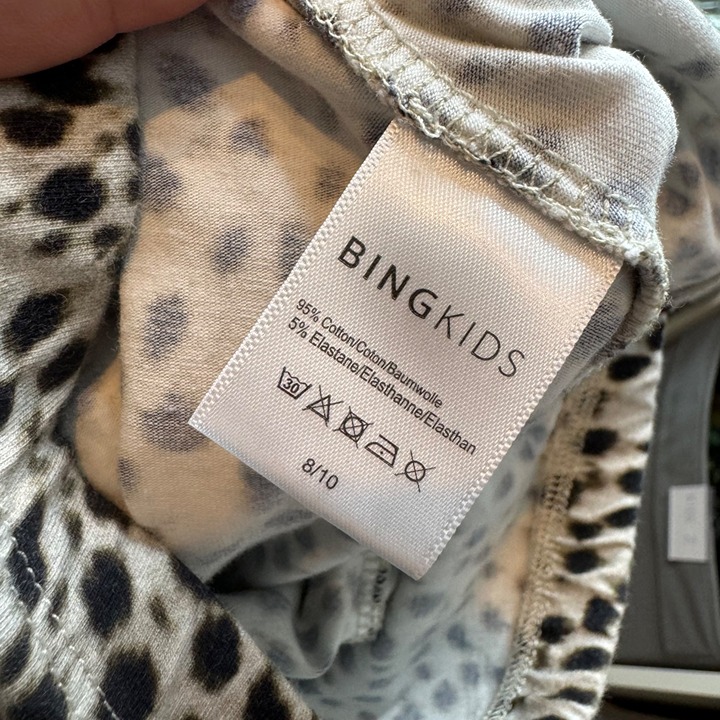 BINGKIDS
95% Cotton/Coton/Baumwolle
5% Elastane/Elasthanne/Elasthan
30
8/10